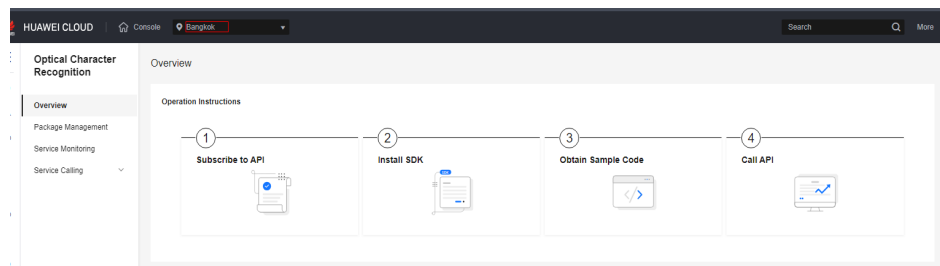 HUAWEI CLOUD
Console
Bangkok
Search
More
Optical Character
Recognition
Overview
Package Management
Service Monitoring
Service Calling
Overview
Operation Instructions
1
Subscribe to API
2
Install SDK
3
Obtain Sample Code
4
Call API